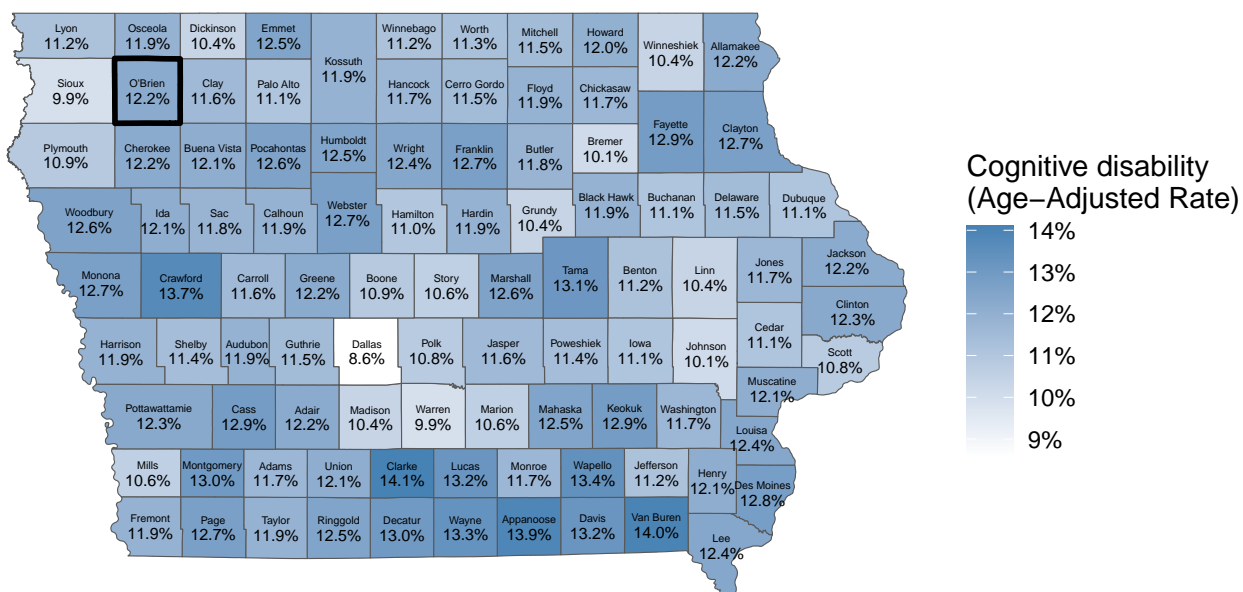 Lyon
11.2%
Osceola
11.9%
Dickinson
10.4%
Emmet
12.5%
Kossuth
11.9%
Winnebago
11.2%
Worth
11.3%
Mitchell
11.5%
Howard
12.0%
Winneshiek
10.4%
Allamakee
12.2%
Sioux
9.9%
O'Brien
12.2%
Clay
11.6%
Palo Alto
11.1%
Hancock
11.7%
Cerro Gordo
11.5%
Floyd
11.9%
Chickasaw
11.7%
Fayette
12.9%
Clayton
12.7%
Plymouth
10.9%
Cherokee
12.2%
Buena Vista
12.1%
Pocahontas
12.6%
Humboldt
12.5%
Wright
12.4%
Franklin
12.7%
Butler
11.8%
Bremer
10.1%
Woodbury
12.6%
Ida
12.1%
Sac
11.8%
Calhoun
11.9%
Webster
12.7%
Hamilton
11.0%
Hardin
11.9%
Grundy
10.4%
Black Hawk
11.9%
Buchanan
11.1%
Delaware
11.5%
Dubuque
11.1%
Monona
12.7%
Crawford
13.7%
Carroll
11.6%
Greene
12.2%
Boone
10.9%
Story
10.6%
Marshall
12.6%
Tama
13.1%
Benton
11.2%
Linn
10.4%
Jones
11.7%
Jackson
12.2%
Clinton
12.3%
Harrison
11.9%
Shelby
11.4%
Audubon
11.9%
Guthrie
11.5%
Dallas
8.6%
Polk
10.8%
Jasper
11.6%
Poweshiek
11.4%
Iowa
11.1%
Johnson
10.1%
Cedar
11.1%
Scott
10.8%
Muscatine
12.1%
Pottawattamie
12.3%
Cass
12.9%
Adair
12.2%
Madison
10.4%
Warren
9.9%
Marion
10.6%
Mahaska
12.5%
Keokuk
12.9%
Washington
11.7%
Louisa
12.4%
Mills
10.6%
Montgomery
13.0%
Adams
11.7%
Union
12.1%
Clarke
14.1%
Lucas
13.2%
Monroe
11.7%
Wapello
13.4%
Jefferson
11.2%
Henry
12.1%
Des Moines
12.8%
Fremont
11.9%
Page
12.7%
Taylor
11.9%
Ringgold
12.5%
Decatur
13.0%
Wayne
13.3%
Appanoose
13.9%
Davis
13.2%
Van Buren
14.0%
Lee
12.4%
Cognitive disability
(Age−Adjusted Rate)
14%
13%
12%
11%
10%
9%